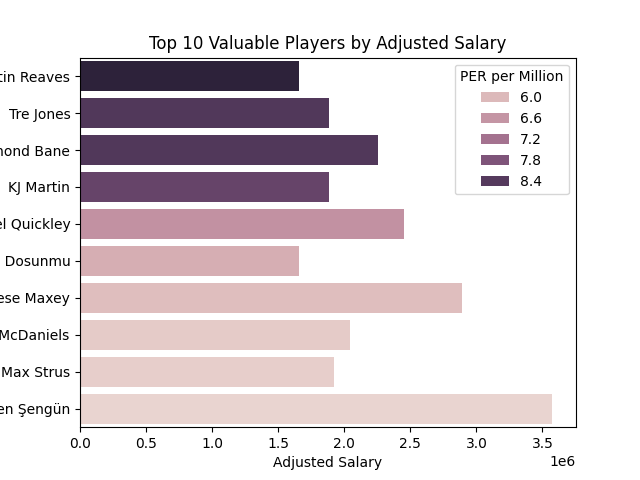 Top 10 Valuable Players by Adjusted Salary
tin Reaves
Tre Jones
mond Bane
KJ Martin
el Quickley
Dosunmu
ese Maxey
McDaniels
Max Strus
en Şengün
PER per Million
6.0
6.6
7.2
7.8
8.4
0.0 0.5 1.0 1.5 2.0 2.5 3.0 3.5
1e6
Adjusted Salary